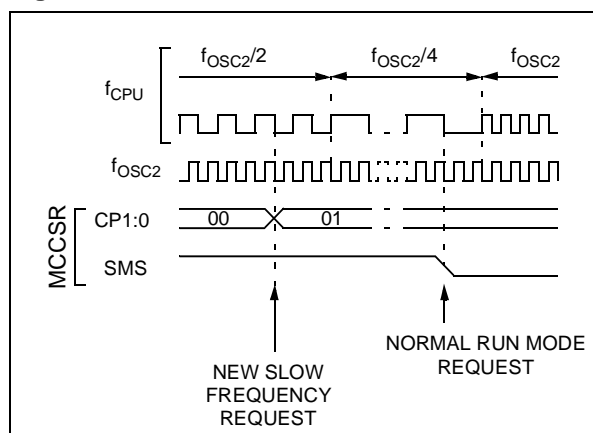 fOSC2/2
fOSC2/4
fOSC2
fCPU
fOSC2
MCCSR
CP1:0
00
01
SMS
NEW SLOW
FREQUENCY
REQUEST
NORMAL RUN MODE
REQUEST